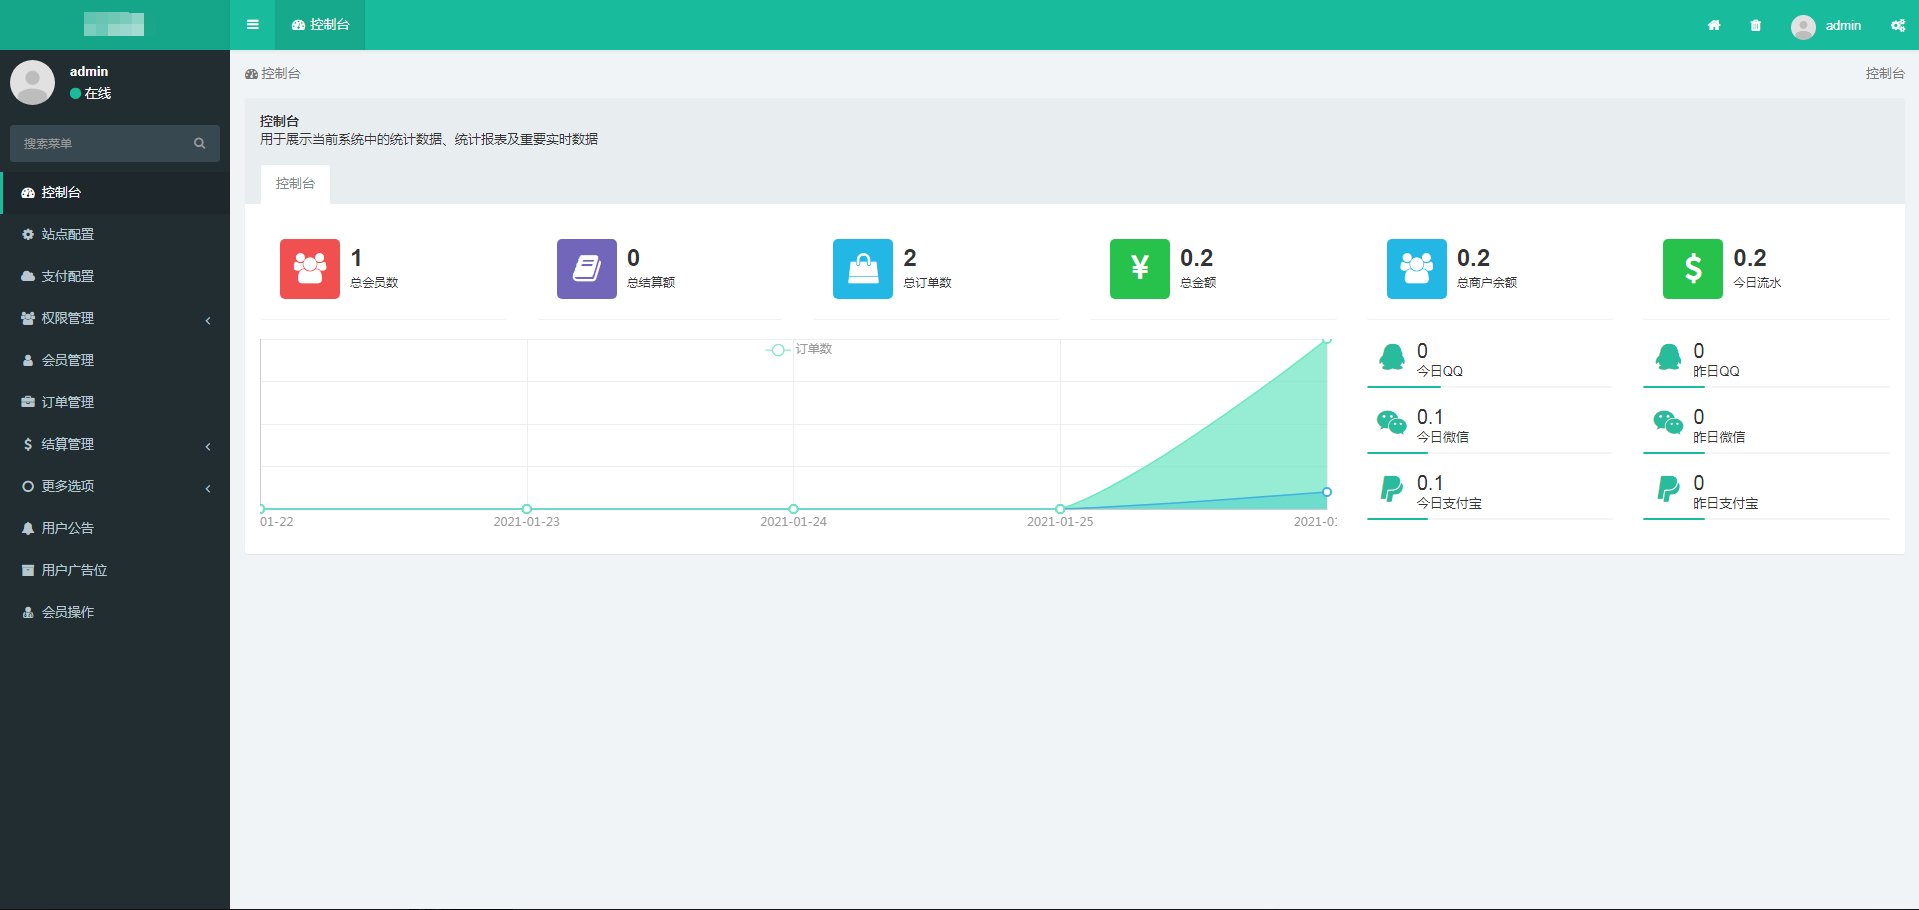 控制台
admin
admin
在线
搜索菜单
控制台
站点配置
支付配置
权限管理
会员管理
订单管理
结算管理
更多选项
用户公告
用户广告位
会员操作
控制台
控制台
控制台
用于展示当前系统中的统计数据、统计报表及重要实时数据
控制台
1
总会员数
0
总结算额
2
总订单数
¥
0.2
总金额
0.2
总商户余额
$
0.2
今日流水
订单数
01-22
2021-01-23
2021-01-24
2021-01-25
2021-01
0
今日QQ
0
昨日QQ
0.1
今日微信
0
昨日微信
0.1
今日支付宝
0
昨日支付宝